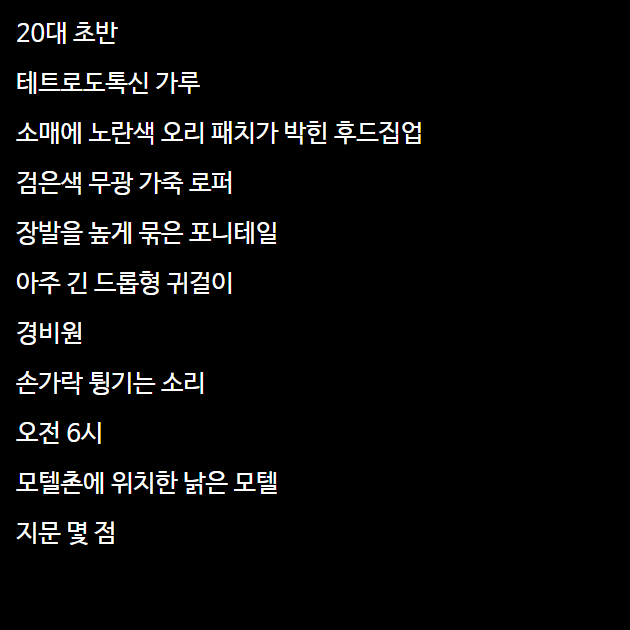 20대 초반
테트로도톡신 가루
소매에 노란색 오리 패치가 박힌 후드집업
검은색 무광 가죽 로퍼
장발을 높게 묶은 포니테일
아주 긴 드롭형 귀걸이
경비원
손가락 튕기는 소리
오전 6시
모텔촌에 위치한 낡은 모텔
지문 몇 점